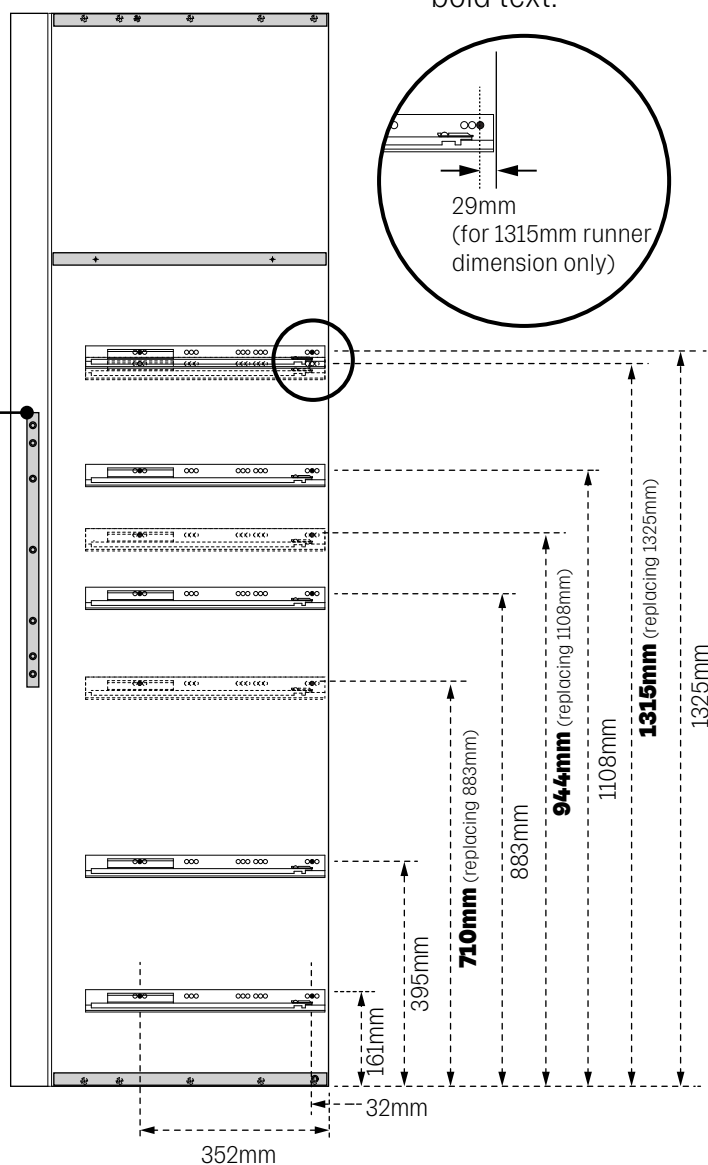 bold text.
29mm
(for 1315mm runner
dimension only)
161mm
395mm
710mm (replacing 883mm)
883mm
944mm (replacing 1108mm)
1108mm
1315mm (replacing 1325mm)
1325mm
32mm
352mm